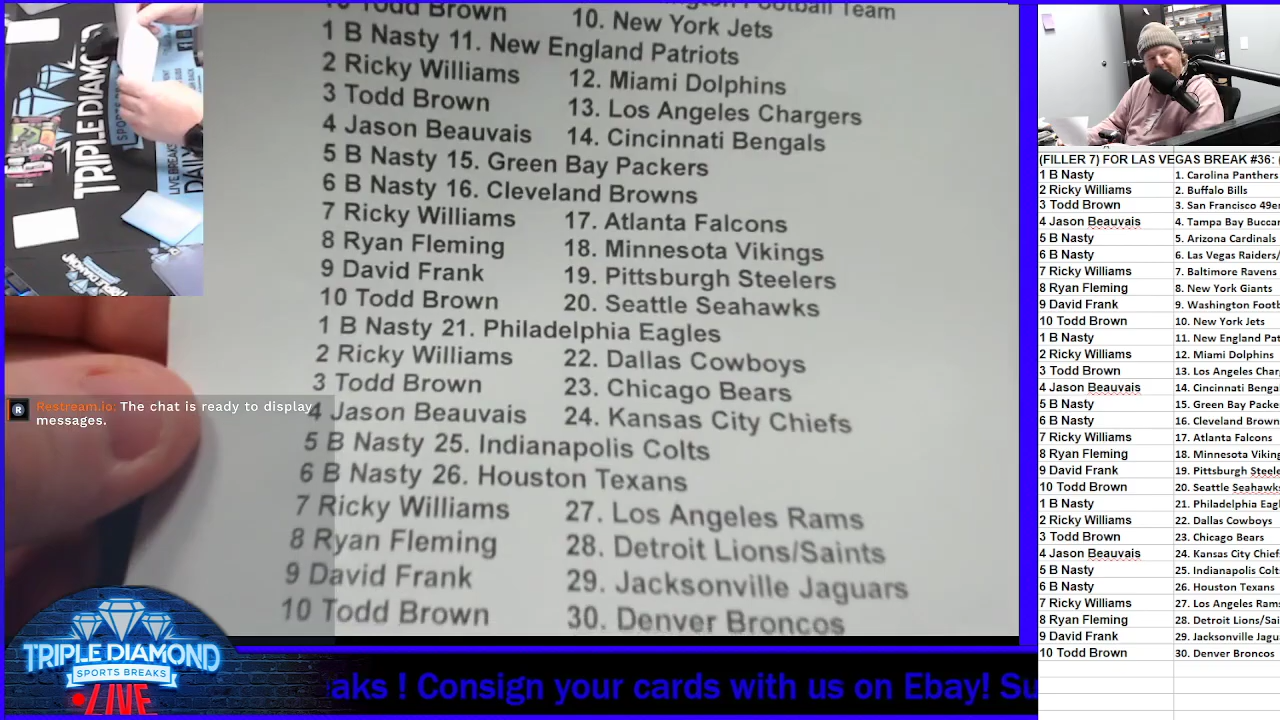 10 Todd Brown Football Team
10. New York Jets
1 B Nasty 11. New England Patriots
2 Ricky Williams 12. Miami Dolphins
3 Todd Brown 13. Los Angeles Chargers
4 Jason Beauvais 14. Cincinnati Bengals
5 B Nasty 15. Green Bay Packers
6 B Nasty 16. Cleveland Browns
7 Ricky Williams 17. Atlanta Falcons
8 Ryan Fleming 18. Minnesota Vikings
9 David Frank 19. Pittsburgh Steelers
10 Todd Brown 20. Seattle Seahawks
1 B Nasty 21. Philadelphia Eagles
2 Ricky Williams 22. Dallas Cowboys
3 Todd Brown 23. Chicago Bears
4 Jason Beauvais 24. Kansas City Chiefs
5 B Nasty 25. Indianapolis Colts
6 B Nasty 26. Houston Texans
7 Ricky Williams 27. Los Angeles Rams
8 Ryan Fleming 28. Detroit Lions/Saints
9 David Frank 29. Jacksonville Jaguars
10 Todd Brown 30. Denver Broncos
TRIPLE DIAMO
SPORTS BRE
LIVE BREAKS
DAILY
Restream.io: The chat is ready to display
messages.
TRIPLE DIAMOND
SPORTS BREAKS
LIVE
aks ! Consign your cards with us on Ebay! Su
(FILLER 7) FOR LAS VEGAS BREAK #36: (
1 B Nasty 1. Carolina Panthers
2 Ricky Williams 2. Buffalo Bills
3 Todd Brown 3. San Francisco 49er
4 Jason Beauvais 4. Tampa Bay Buccan
5 B Nasty 5. Arizona Cardinals
6 B Nasty 6. Las Vegas Raiders/
7 Ricky Williams 7. Baltimore Ravens
8 Ryan Fleming 8. New York Giants
9 David Frank 9. Washington Footb
10 Todd Brown 10. New York Jets
1 B Nasty 11. New England Pat
2 Ricky Williams 12. Miami Dolphins
3 Todd Brown 13. Los Angeles Char
4 Jason Beauvais 14. Cincinnati Benga
5 B Nasty 15. Green Bay Packe
6 B Nasty 16. Cleveland Brown
7 Ricky Williams 17. Atlanta Falcons
8 Ryan Fleming 18. Minnesota Viking
9 David Frank 19. Pittsburgh Steele
10 Todd Brown 20. Seattle Seahawks
1 B Nasty 21. Philadelphia Eagl
2 Ricky Williams 22. Dallas Cowboys
3 Todd Brown 23. Chicago Bears
4 Jason Beauvais 24. Kansas City Chief
5 B Nasty 25. Indianapolis Colt
6 B Nasty 26. Houston Texans
7 Ricky Williams 27. Los Angeles Ram
8 Ryan Fleming 28. Detroit Lions/Sai
9 David Frank 29. Jacksonville Jagu
10 Todd Brown 30. Denver Broncos